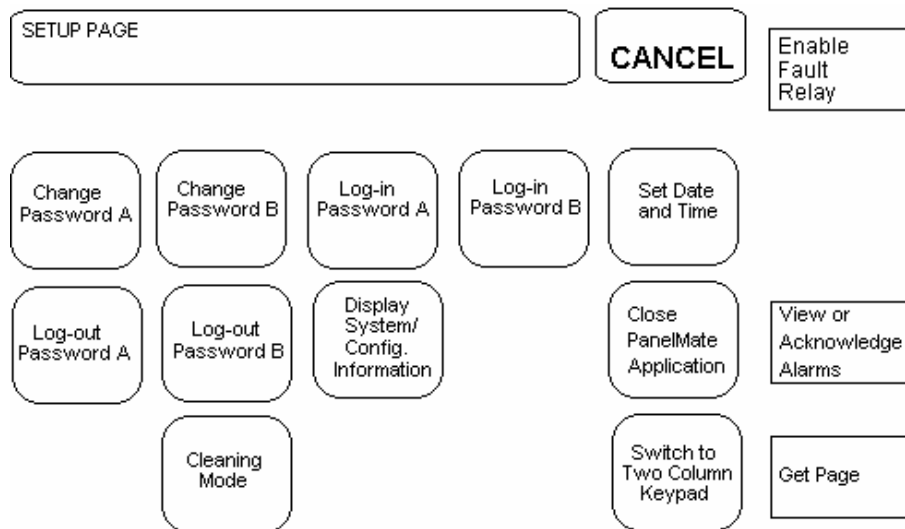 SETUP PAGE
CANCEL
Enable
Fault
Relay
Change
Password A
Change
Password B
Log-in
Password A
Log-in
Password B
Set Date
and Time
Log-out
Password A
Log-out
Password B
Display
System/
Config.
Information
Close
PanelMate
Application
View or
Acknowledge
Alarms
Cleaning
Mode
Switch to
Two Column
Keypad
Get Page